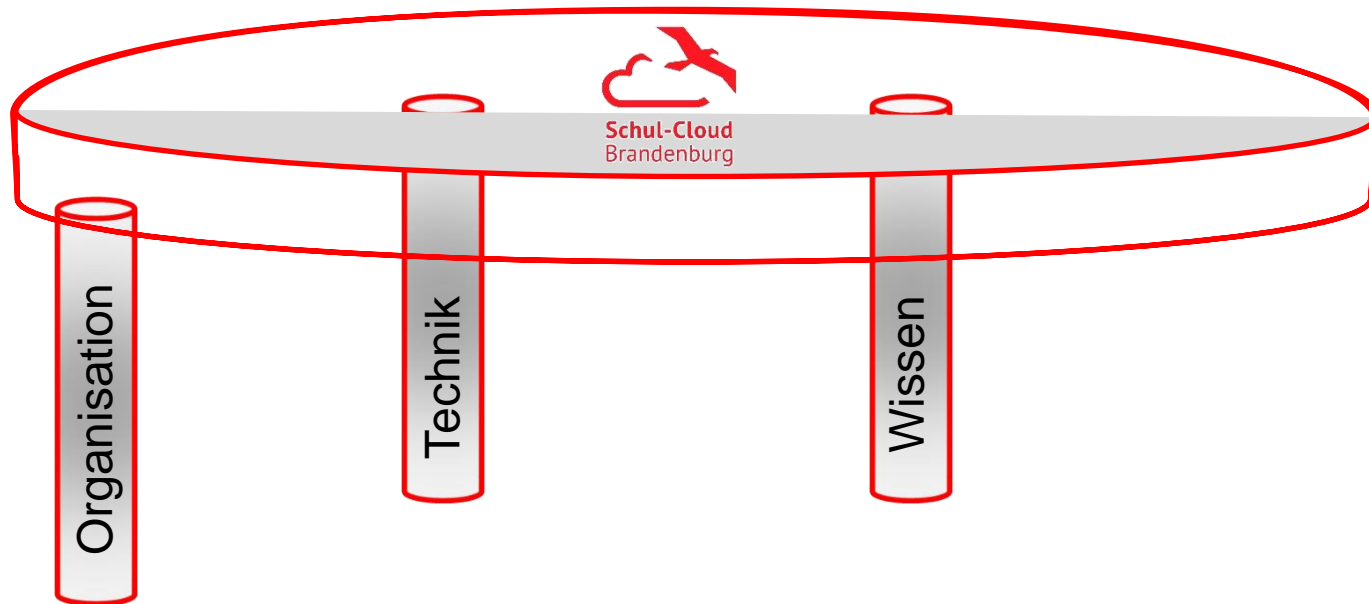 Schul-Cloud
Brandenburg
Organisation
Technik
Wissen